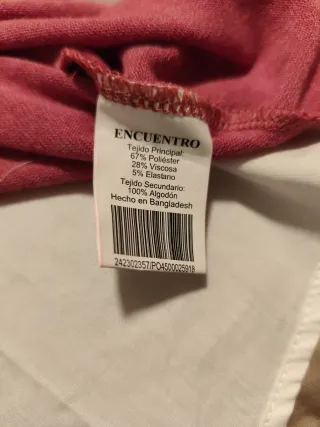 ENCUENTRO
Tejido Principal:
67% Poliéster
28% Viscosa
5% Elastano
Tejido Secundario:
100% Algodón
Hecho en Bangladesh
242302357/PO4500025918